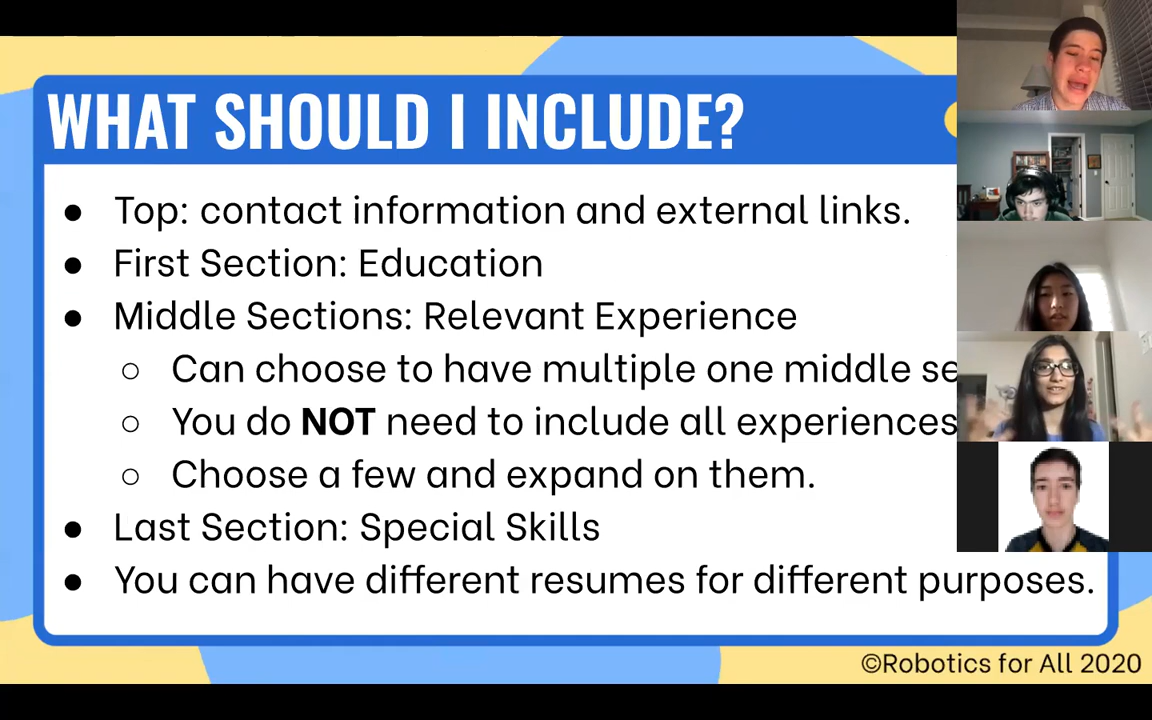 WHAT SHOULD I INCLUDE?
● Top: contact information and external links.
● First Section: Education
● Middle Sections: Relevant Experience
○ Can choose to have multiple one middle se
○ You do NOT need to include all experiences
○ Choose a few and expand on them.
● Last Section: Special Skills
● You can have different resumes for different purposes.
©Robotics for All 2020